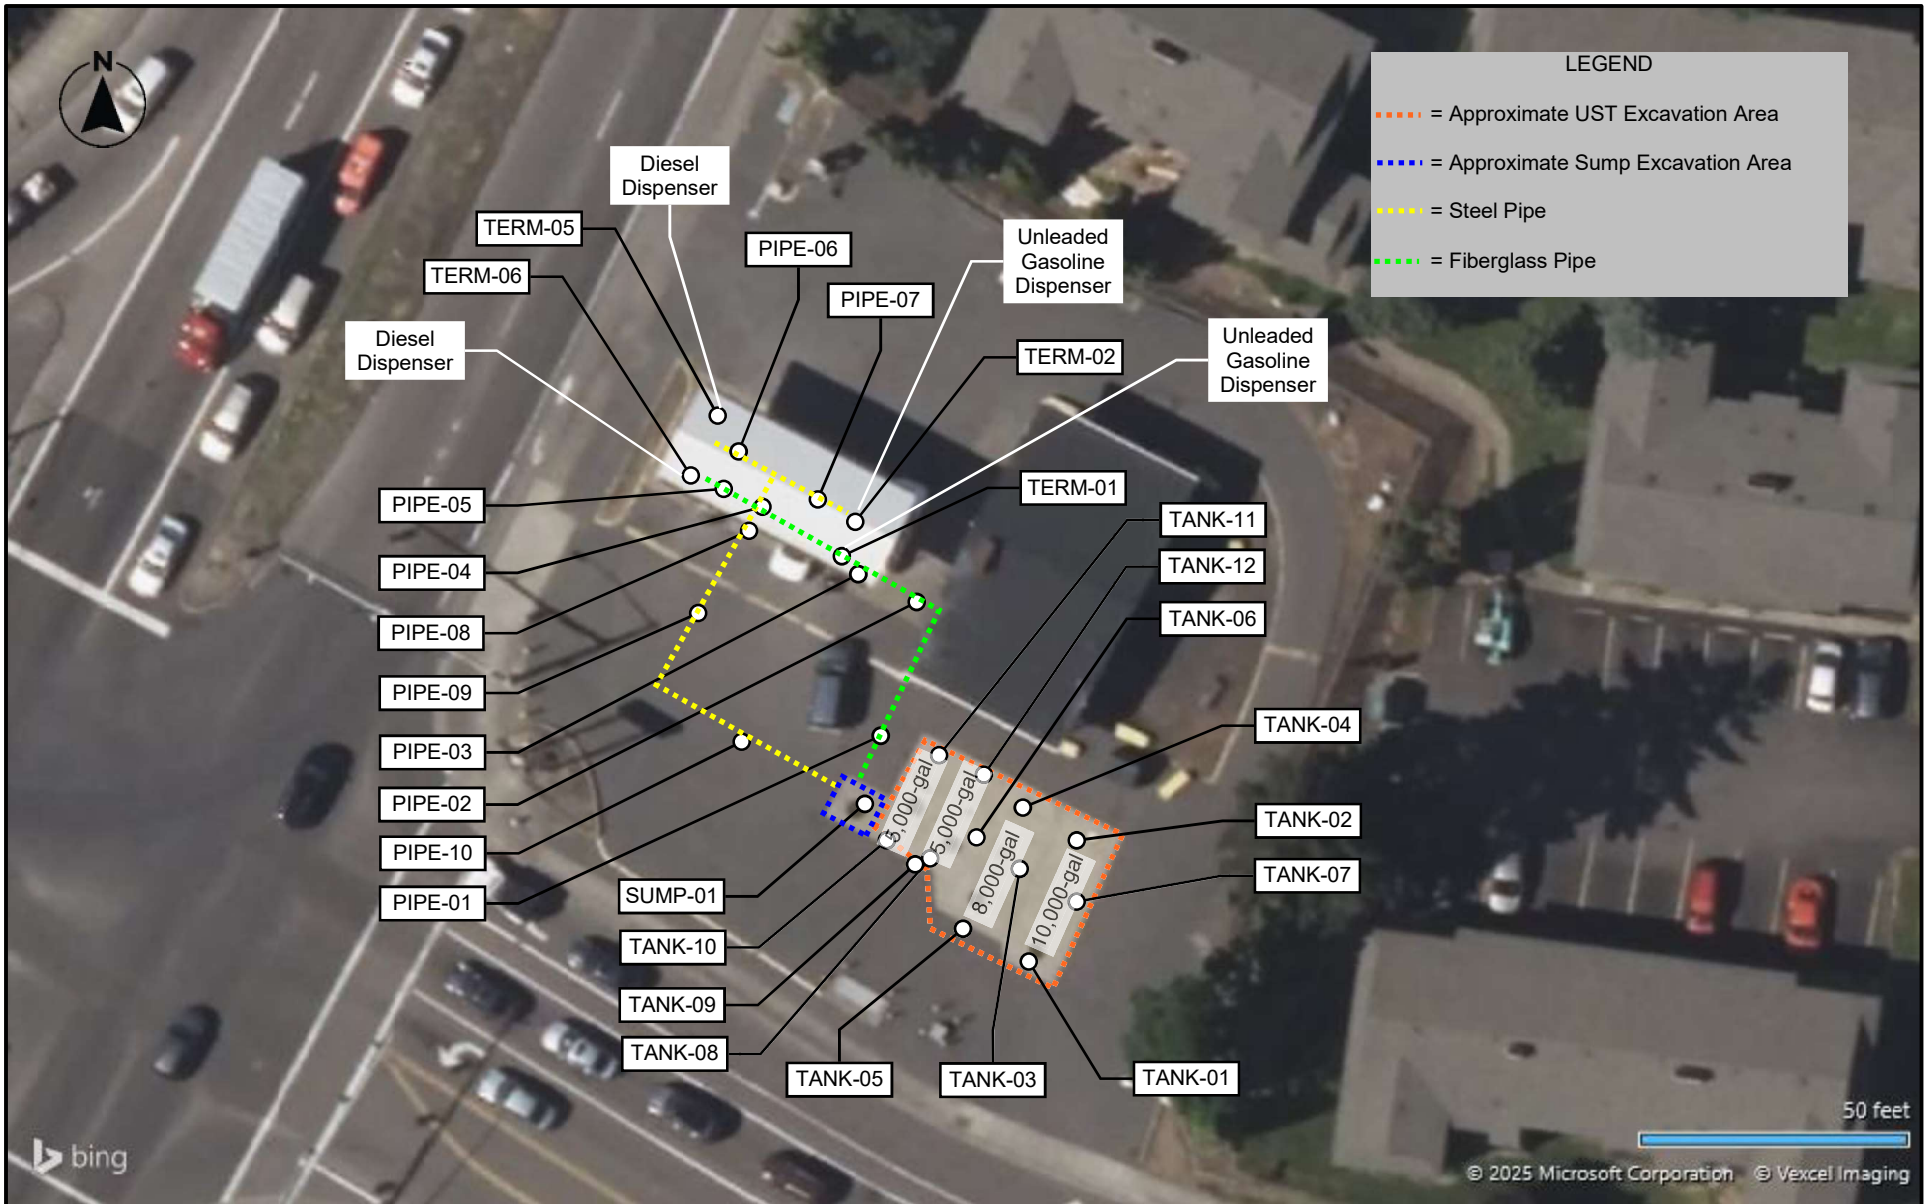 N
LEGEND
= Approximate UST Excavation Area
= Approximate Sump Excavation Area
= Steel Pipe
= Fiberglass Pipe
Diesel
Dispenser
TERM-05
PIPE-06
Unleaded
Gasoline
Dispenser
TERM-06
PIPE-07
Diesel
Dispenser
TERM-02
Unleaded
Gasoline
Dispenser
PIPE-05
TERM-01
TANK-11
PIPE-04
TANK-12
PIPE-08
TANK-06
PIPE-09
TANK-04
PIPE-03
PIPE-02
5,000-gal
5,000-gal
8,000-gal
10,000-gal
TANK-02
PIPE-10
TANK-07
PIPE-01
SUMP-01
TANK-10
TANK-09
TANK-08
TANK-05
TANK-03
TANK-01
50 feet
bing
© 2025 Microsoft Corporation © Vexcel Imaging